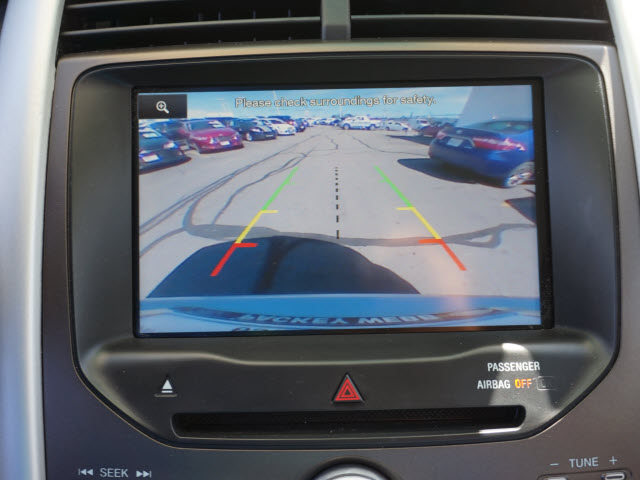 Please check surroundings for safety.
PASSENGER
AIRBAG OFF
SEEK
− TUNE +